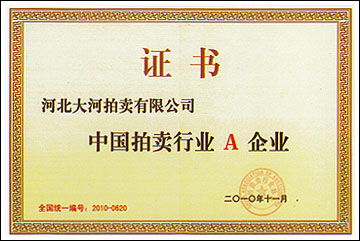 证书
河北大河拍卖有限公司
中国拍卖行业 A 企业
二〇一〇年十一月
全国统一编号：2010-0620